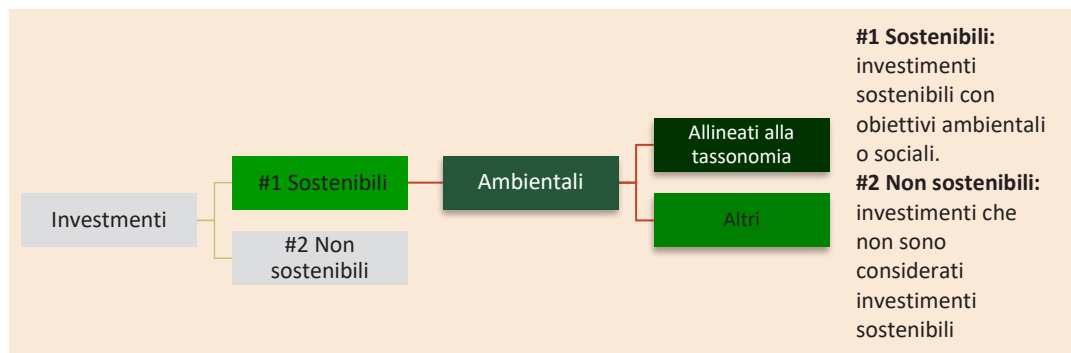 Investmenti
#1 Sostenibili
#2 Non
sostenibili
Ambientali
Allineati alla
tassonomia
Altri
#1 Sostenibili:
investimenti
sostenibili con
obiettivi ambientali
o sociali.
#2 Non sostenibili:
investimenti che
non sono
considerati
investimenti
sostenibili